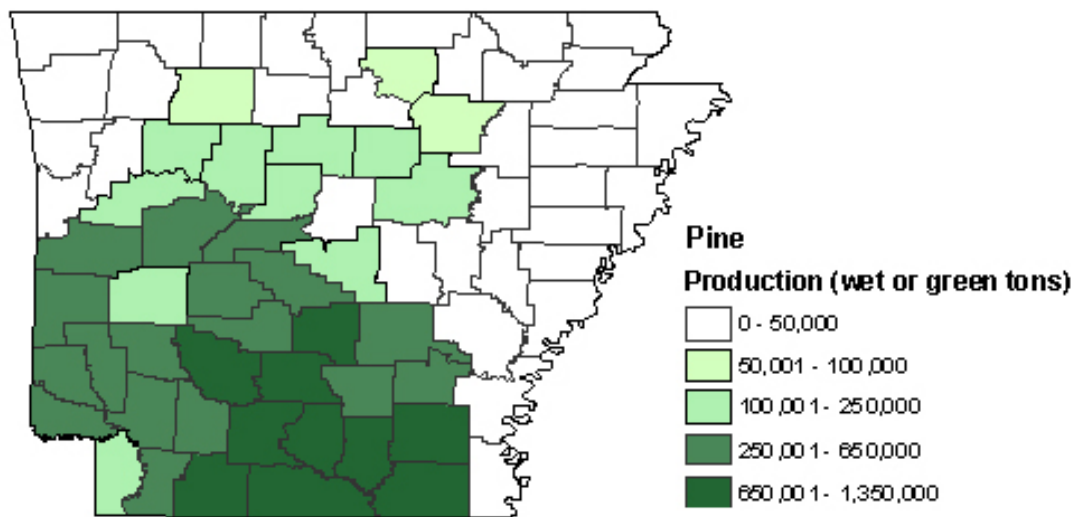 Pine
Production (wet or green tons)
0 - 50,000
50,001 - 100,000
100,001 - 250,000
250,001 - 650,000
650,001 - 1,350,000